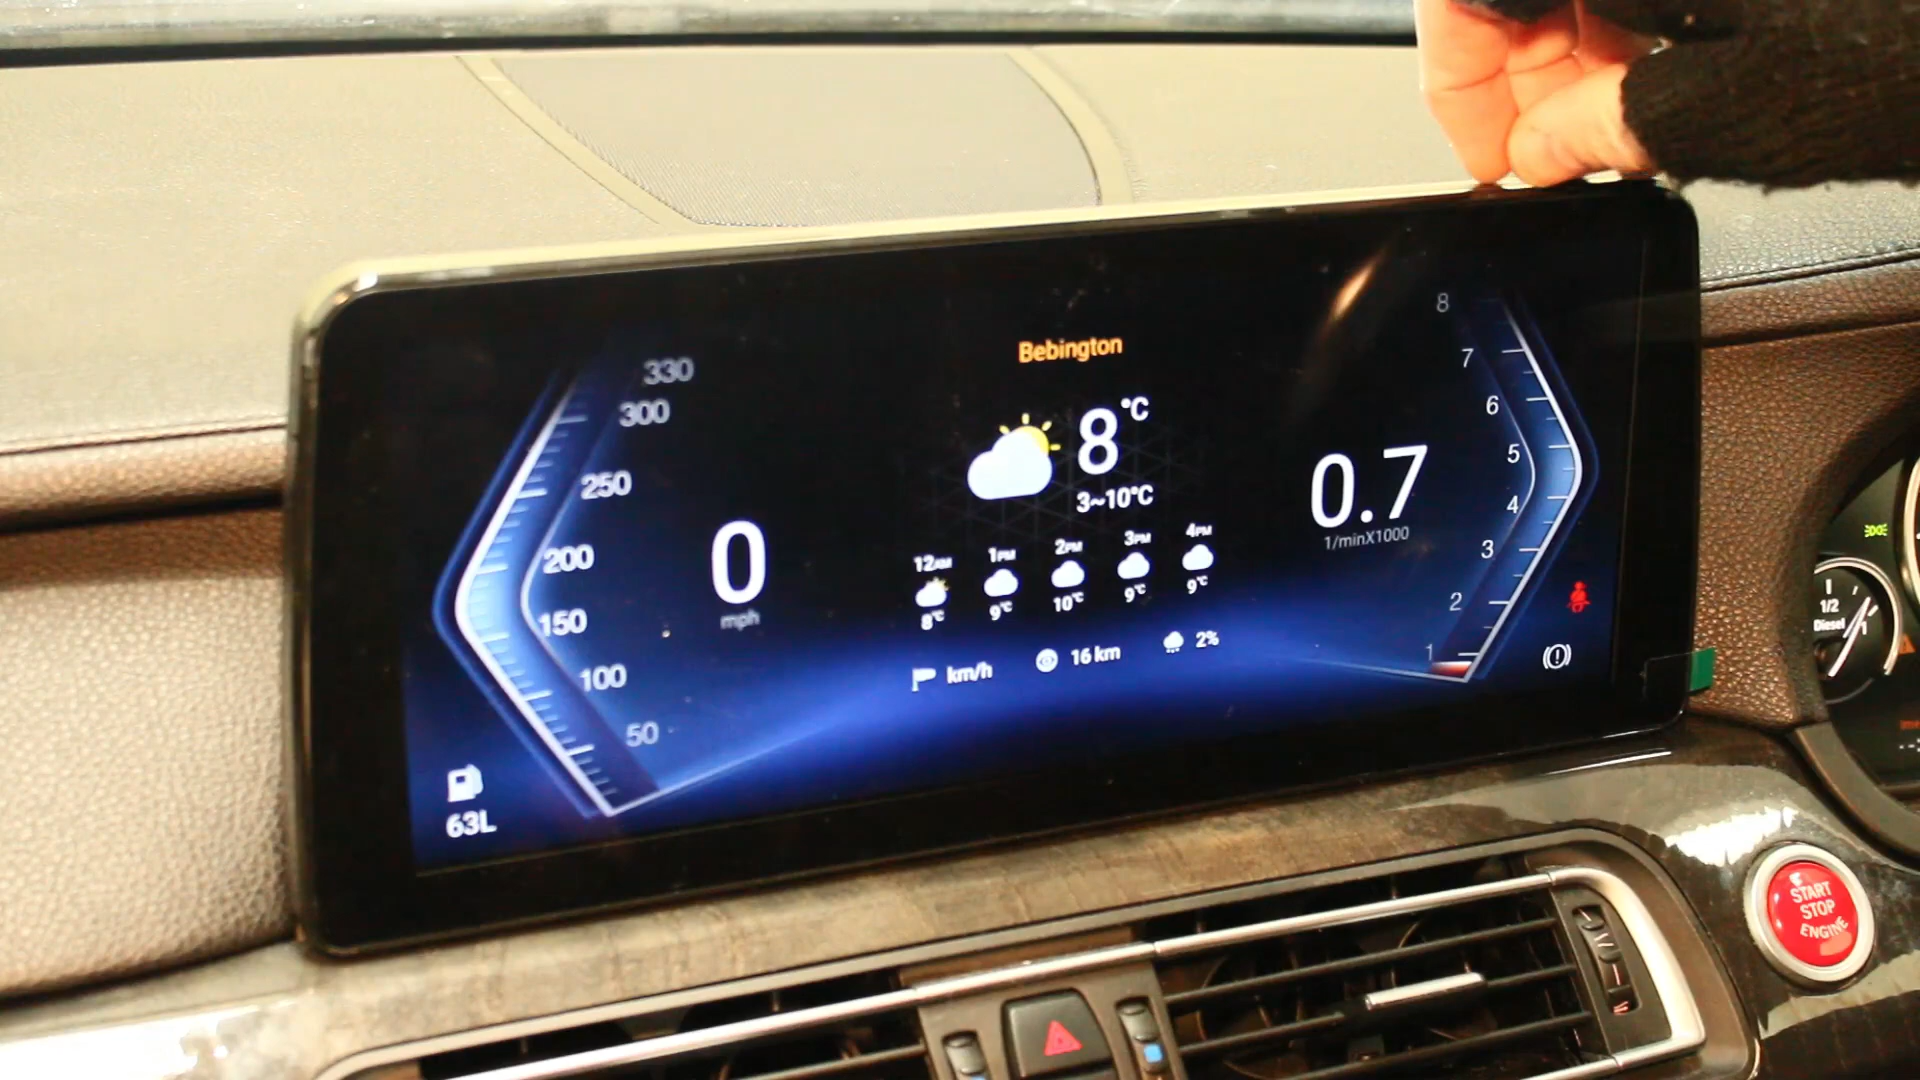 Bebington
8 °C
3~10°C
12AM 1PM 2PM 3PM 4PM
8℃ 9℃ 10℃ 9℃ 9℃
km/h 16 km 2%
330
300
250
200
150
100
50
0
mph
63L
0.7
1/minX1000
8
7
6
5
4
3
2
1
1/2
Diesel
1
START
STOP
ENGINE